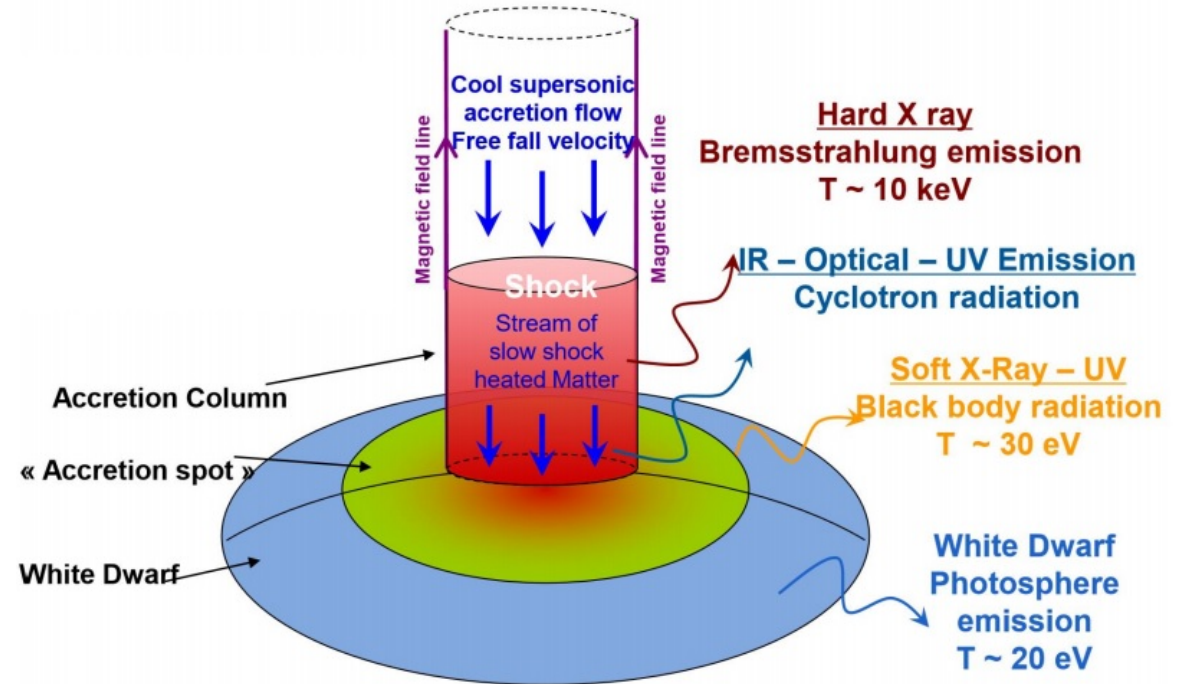 Cool supersonic
accretion flow
Free fall velocity
Magnetic field line
Magnetic field line
Hard X ray
Bremsstrahlung emission
T ~ 10 keV
Shock
Stream of
slow shock
heated Matter
IR – Optical – UV Emission
Cyclotron radiation
Accretion Column
« Accretion spot »
White Dwarf
Soft X-Ray – UV
Black body radiation
T ~ 30 eV
White Dwarf
Photosphere
emission
T ~ 20 eV